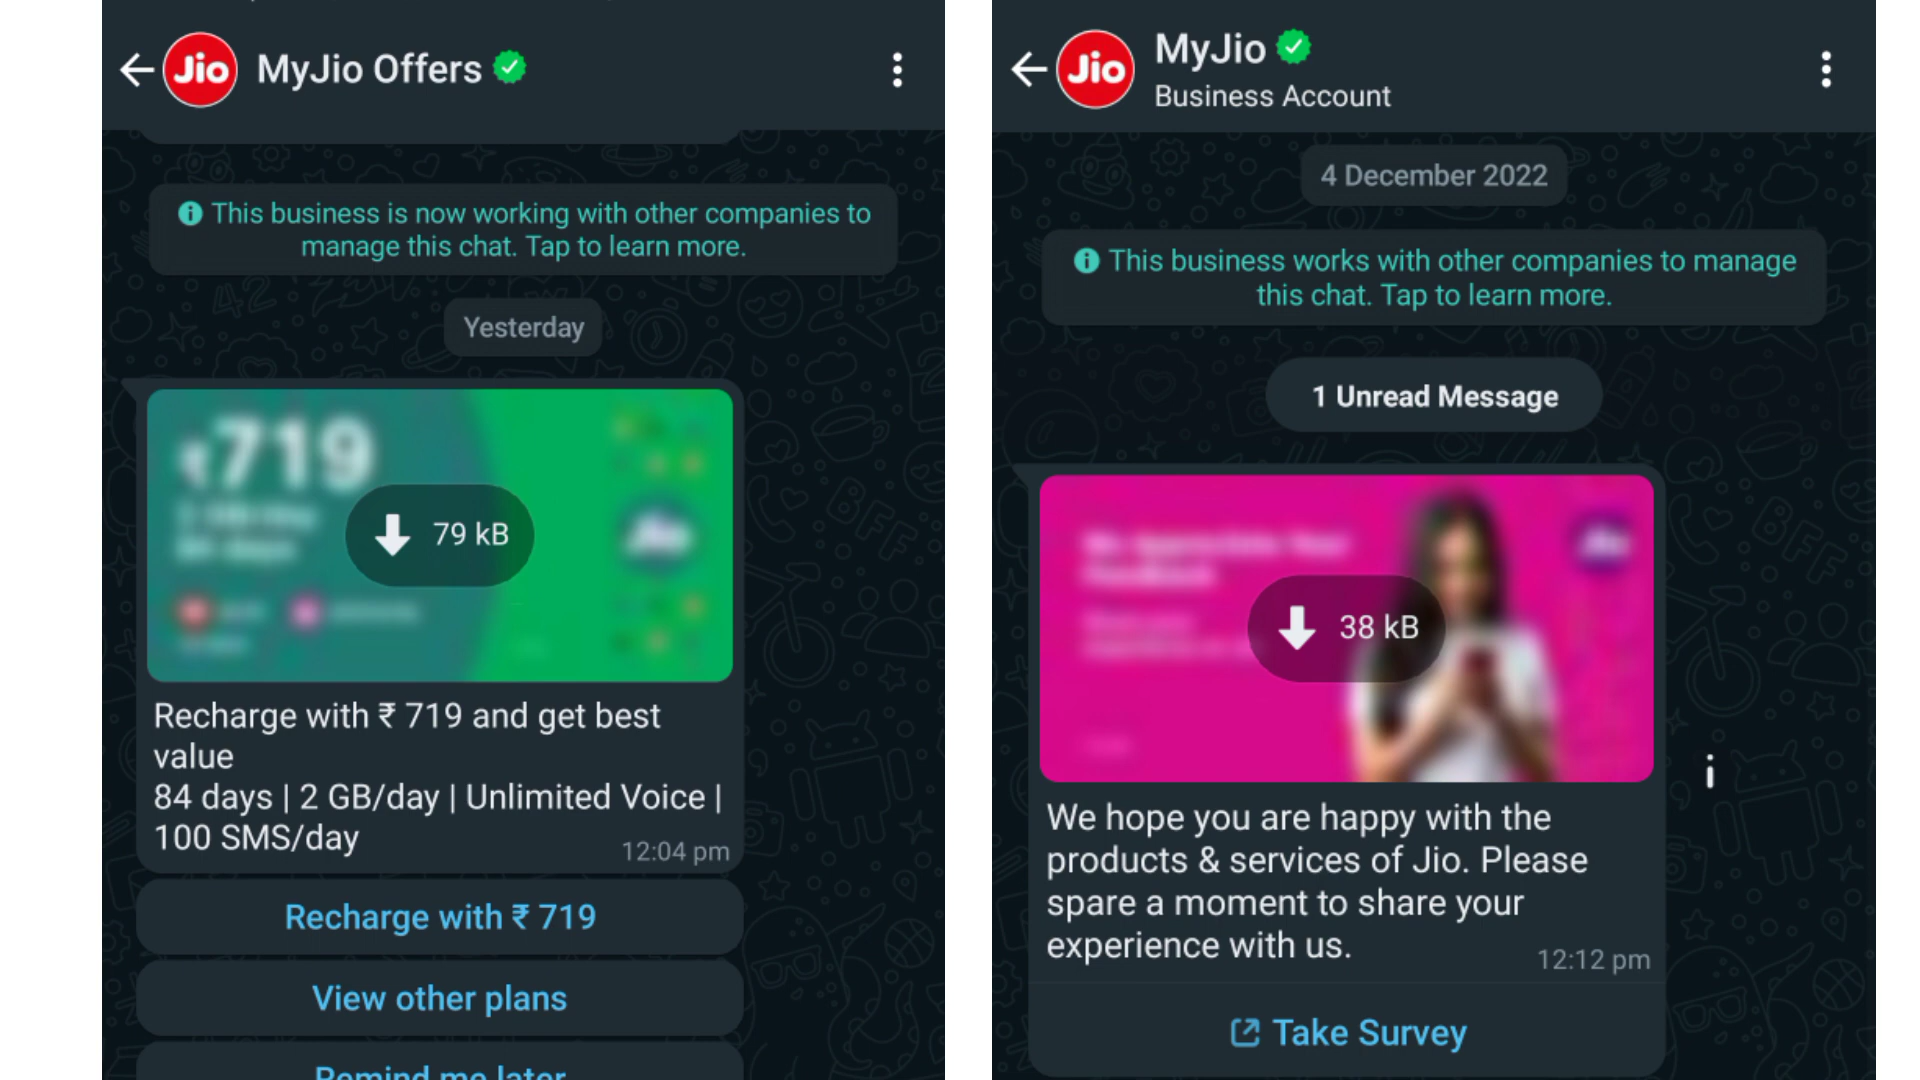 Jio
MyJio Offers
This business is now working with other companies to
manage this chat. Tap to learn more.
Yesterday
₹719
79 kB
Jio
Recharge with ₹ 719 and get best
value
84 days | 2 GB/day | Unlimited Voice |
100 SMS/day
12:04 pm
Recharge with ₹ 719
View other plans
Remind me later
Jio
MyJio
Business Account
4 December 2022
This business works with other companies to manage
this chat. Tap to learn more.
1 Unread Message
Jio
38 kB
We hope you are happy with the
products & services of Jio. Please
spare a moment to share your
experience with us.
12:12 pm
Take Survey